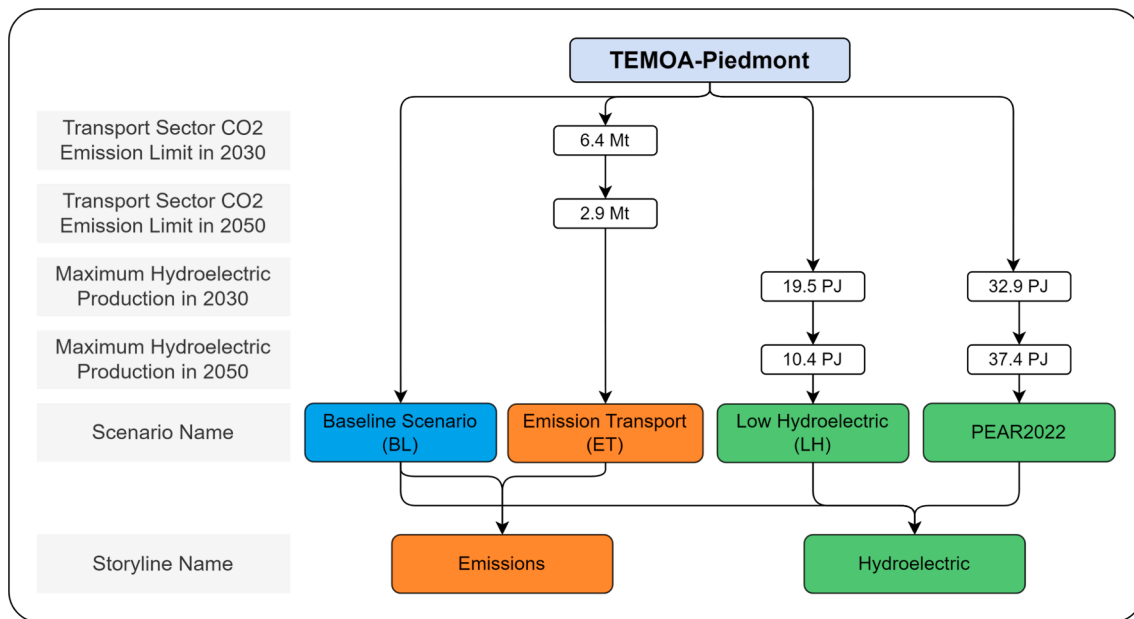 TEMOA-Piedmont
Transport Sector CO2
Emission Limit in 2030
6.4 Mt
Transport Sector CO2
Emission Limit in 2050
2.9 Mt
Maximum Hydroelectric
Production in 2030
19.5 PJ
32.9 PJ
Maximum Hydroelectric
Production in 2050
10.4 PJ
37.4 PJ
Scenario Name
Baseline Scenario
(BL)
Emission Transport
(ET)
Low Hydroelectric
(LH)
PEAR2022
Storyline Name
Emissions
Hydroelectric